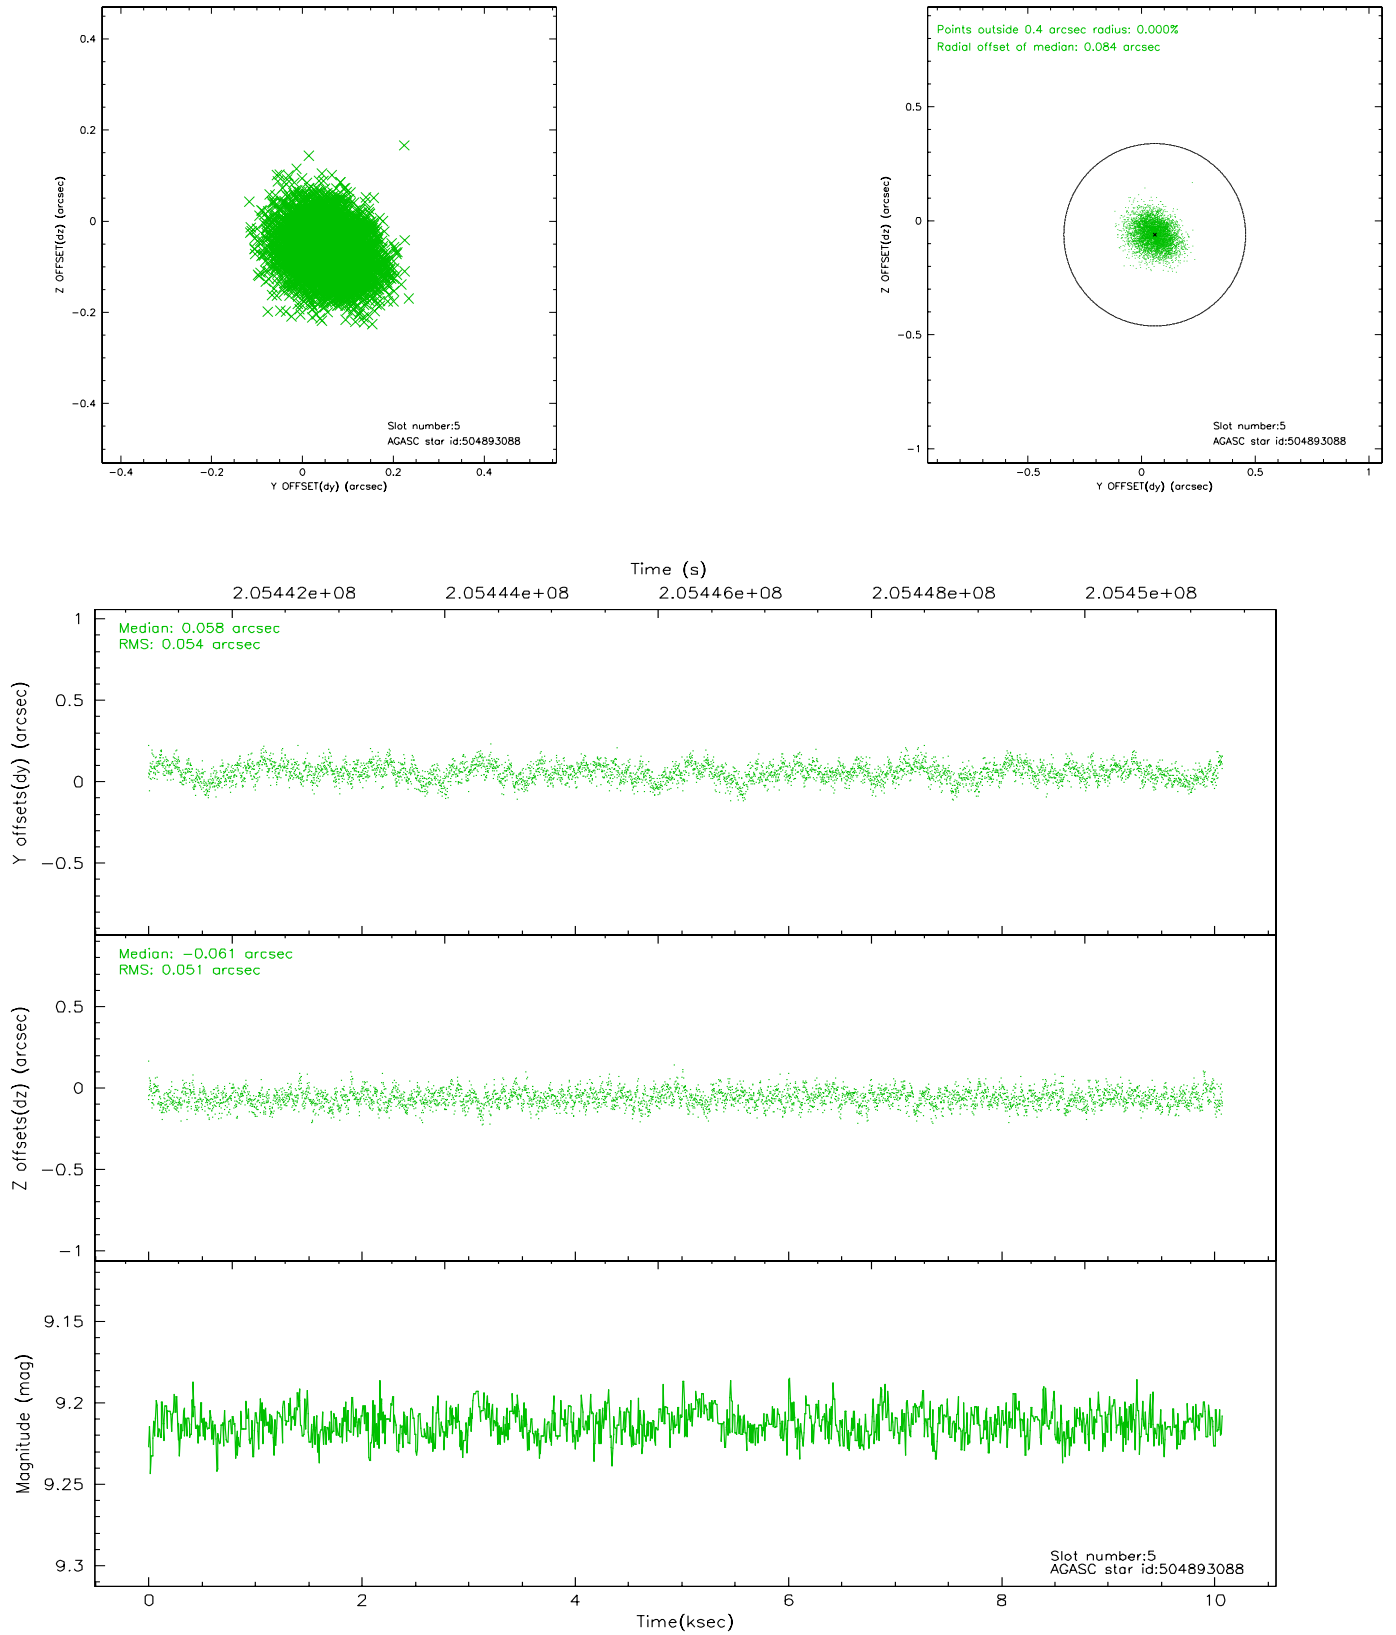 0.4
0.2
0
−0.2
−0.4
Z OFFSET(dz) (arcsec)
Slot number:5
AGASC star id:504893088
−0.4
−0.2
0
0.2
0.4
Y OFFSET(dy) (arcsec)
Points outside 0.4 arcsec radius: 0.000%
Radial offset of median: 0.084 arcsec
0.5
0
−0.5
−1
Z OFFSET(dz) (arcsec)
Slot number:5
AGASC star id:504893088
−0.5
0
0.5
1
Y OFFSET(dy) (arcsec)
Time (s)
2.05442e+08
2.05444e+08
2.05446e+08
2.05448e+08
2.0545e+08
Median: 0.058 arcsec
RMS: 0.054 arcsec
1
0.5
0
−0.5
Y offsets(dy) (arcsec)
Median: −0.061 arcsec
RMS: 0.051 arcsec
0.5
0
−0.5
−1
Z offsets(dz) (arcsec)
9.15
9.2
9.25
9.3
Magnitude (mag)
Slot number:5
AGASC star id:504893088
0
2
4
6
8
10
Time(ksec)